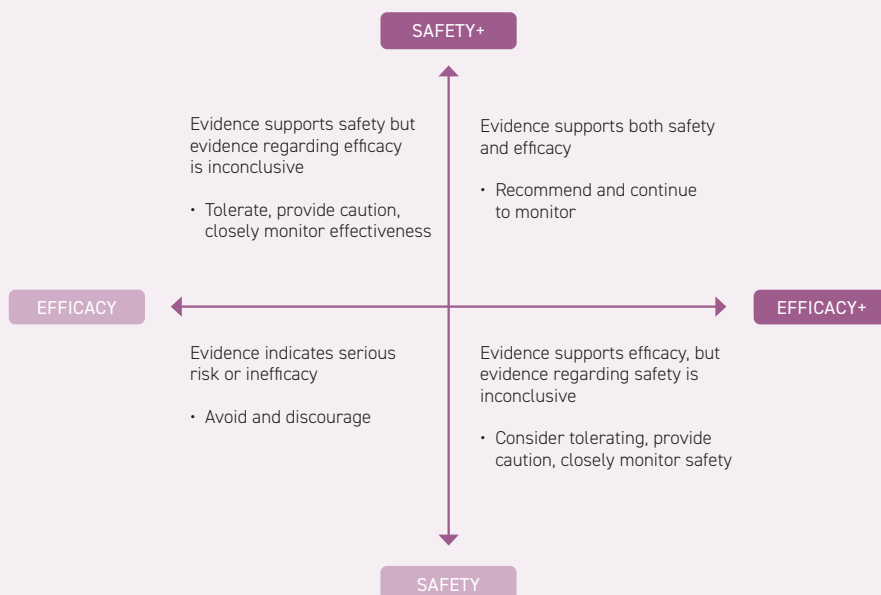 SAFETY+
Evidence supports safety but
evidence regarding efficacy
is inconclusive
• Tolerate, provide caution,
closely monitor effectiveness
Evidence supports both safety
and efficacy
• Recommend and continue
to monitor
EFFICACY
EFFICACY+
Evidence indicates serious
risk or inefficacy
• Avoid and discourage
Evidence supports efficacy, but
evidence regarding safety is
inconclusive
• Consider tolerating, provide
caution, closely monitor safety
SAFETY